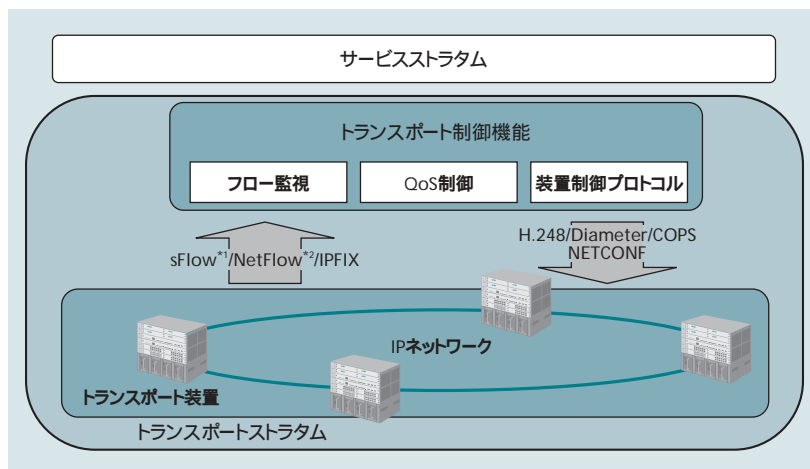 サービスストラタム
トランスポート制御機能
フロー監視
QoS制御
装置制御プロトコル
sFlow*1/NetFlow*2/IPFIX
H.248/Diameter/COPS
NETCONF
IPネットワーク
トランスポート装置
トランスポートストラタム